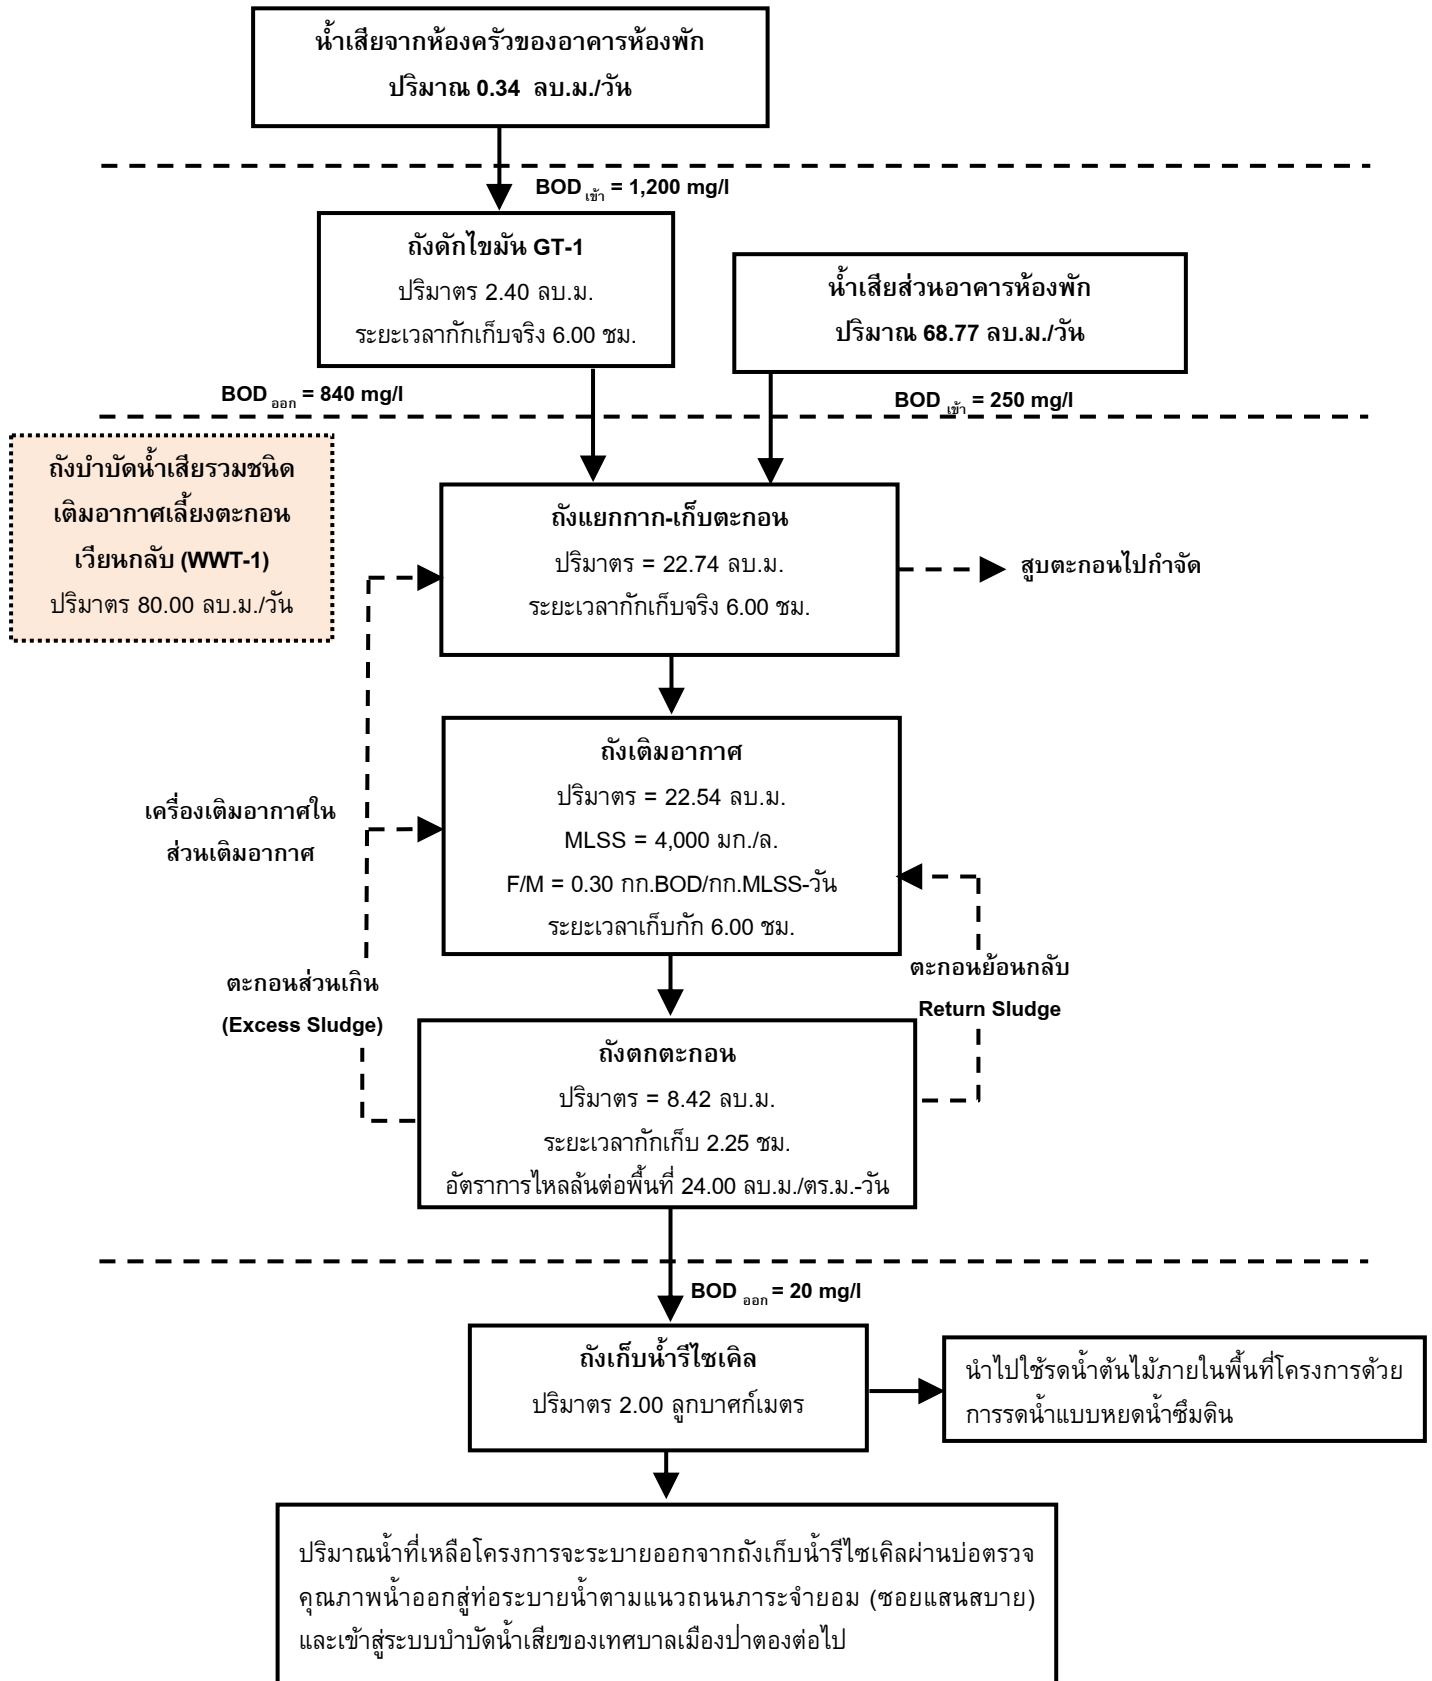 น้ำเสียจากห้องครัวของอาคารห้องพัก
ปริมาณ 0.34 ลบ.ม./วัน
BOD เข้า = 1,200 mg/l
ถังดักไขมัน GT-1
ปริมาตร 2.40 ลบ.ม.
ระยะเวลากักเก็บจริง 6.00 ชม.
น้ำเสียส่วนอาคารห้องพัก
ปริมาณ 68.77 ลบ.ม./วัน
BOD ออก = 840 mg/l
BOD เข้า = 250 mg/l
ถังบำบัดน้ำเสียรวมชนิด
เติมอากาศเลี้ยงตะกอน
เวียนกลับ (WWT-1)
ปริมาตร 80.00 ลบ.ม./วัน
ถังแยกกาก-เก็บตะกอน
ปริมาตร = 22.74 ลบ.ม.
ระยะเวลากักเก็บจริง 6.00 ชม.
สูบตะกอนไปกำจัด
ถังเติมอากาศ
ปริมาตร = 22.54 ลบ.ม.
MLSS = 4,000 มก./ล.
F/M = 0.30 กก.BOD/กก.MLSS-วัน
ระยะเวลาเก็บกัก 6.00 ชม.
เครื่องเติมอากาศใน
ส่วนเติมอากาศ
ตะกอนส่วนเกิน
(Excess Sludge)
ตะกอนย้อนกลับ
Return Sludge
ถังตกตะกอน
ปริมาตร = 8.42 ลบ.ม.
ระยะเวลากักเก็บ 2.25 ชม.
อัตราการไหลล้นต่อพื้นที่ 24.00 ลบ.ม./ตร.ม.-วัน
BOD ออก = 20 mg/l
ถังเก็บน้ำรีไซเคิล
ปริมาตร 2.00 ลูกบาศก์เมตร
นำไปใช้รดน้ำต้นไม้ภายในพื้นที่โครงการด้วย
การรดน้ำแบบหยดน้ำซึมดิน
ปริมาณน้ำที่เหลือโครงการจะระบายออกจากถังเก็บน้ำรีไซเคิลผ่านบ่อตรวจ
คุณภาพน้ำออกสู่ท่อระบายน้ำตามแนวถนนภาระจำยอม (ซอยแสนสบาย)
และเข้าสู่ระบบบำบัดน้ำเสียของเทศบาลเมืองป่าตองต่อไป